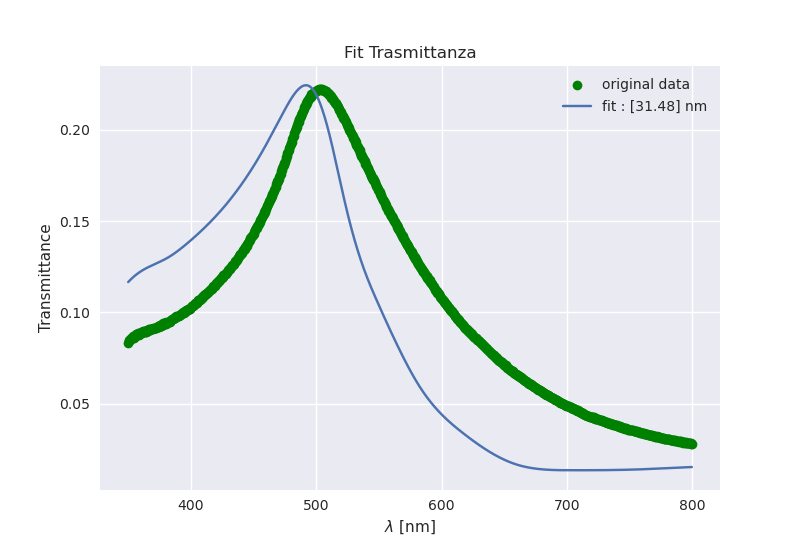 Fit Trasmittanza
original data
fit : [31.48] nm
Transmittance
0.20
0.15
0.10
0.05
400 500 600 700 800
λ [nm]